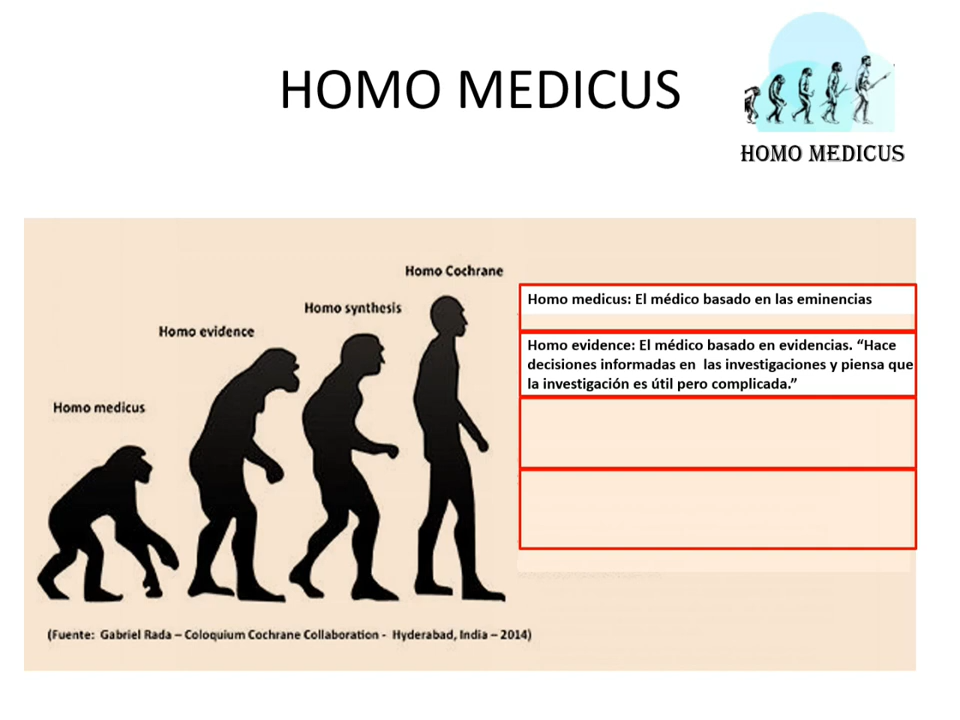 HOMO MEDICUS
HOMO MEDICUS
Homo Cochrane
Homo synthesis
Homo evidence
Homo medicus
Homo medicus: El médico basado en las eminencias
Homo evidence: El médico basado en evidencias. “Hace
decisiones informadas en las investigaciones y piensa que
la investigación es útil pero complicada.”
(Fuente: Gabriel Rada – Coloquium Cochrane Collaboration - Hyderabad, India – 2014)